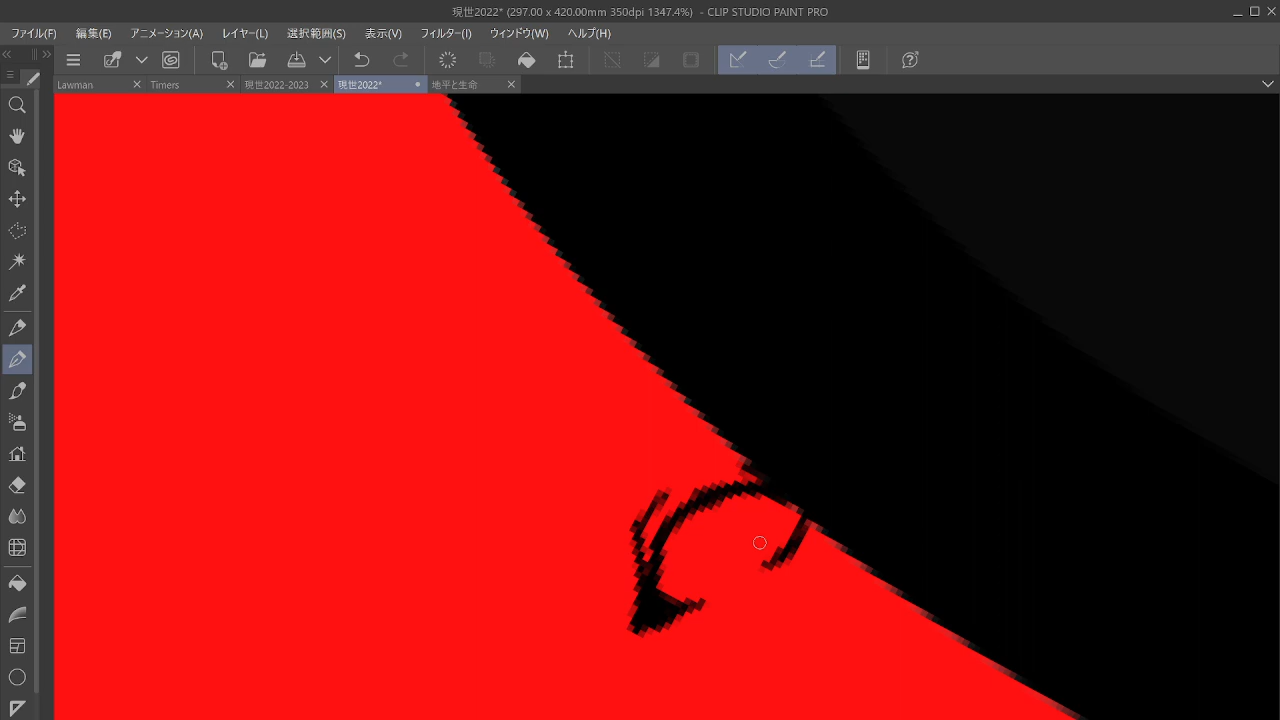 現世2022* (297.00 x 420.00mm 350dpi 1347.4%)  - CLIP STUDIO PAINT PRO
ファイル(F) 編集(E) アニメーション(A) レイヤー(L) 選択範囲(S) 表示(V) フィルター(I) ウィンドウ(W) ヘルプ(H)
Lawman Timers 現世2022-2023 現世2022* 地平と生命